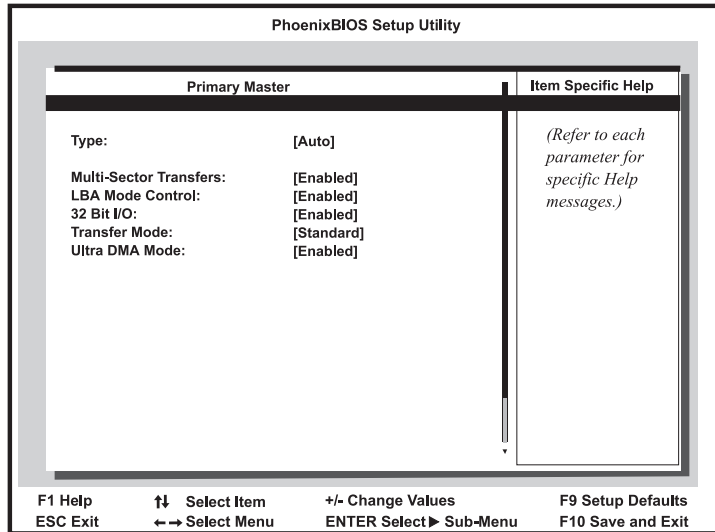 PhoenixBIOS Setup Utility
Primary Master
Item Specific Help
Type: [Auto]
Multi-Sector Transfers: [Enabled]
LBA Mode Control: [Enabled]
32 Bit I/O: [Enabled]
Transfer Mode: [Standard]
Ultra DMA Mode: [Enabled]
(Refer to each
parameter for
specific Help
messages.)
F1 Help ↑↓ Select Item +/- Change Values F9 Setup Defaults
ESC Exit ←→ Select Menu ENTER Select ▶ Sub-Menu F10 Save and Exit